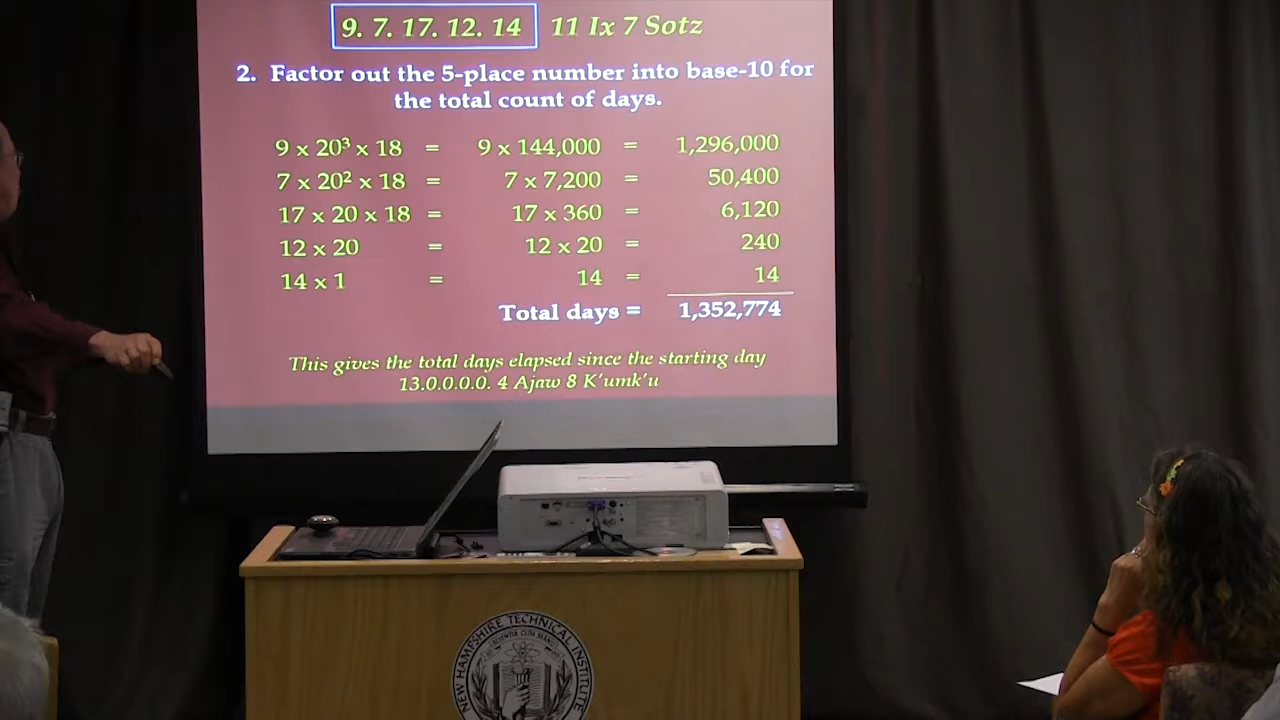 9. 7. 17. 12. 14 11 Ix 7 Sotz
2. Factor out the 5-place number into base-10 for
the total count of days.
9 x 20³ x 18 = 9 x 144,000 = 1,296,000
7 x 20² x 18 = 7 x 7,200 = 50,400
17 x 20 x 18 = 17 x 360 = 6,120
12 x 20 = 12 x 20 = 240
14 x 1 = 14 = 14
Total days = 1,352,774
This gives the total days elapsed since the starting day
13.0.0.0.0. 4 Ajaw 8 K'umk'u
NEW HAMPSHIRE TECHNICAL INSTITUTE